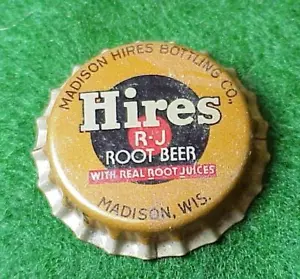 MADISON HIRES BOTTLING CO.,
Hires
R-J
ROOT BEER
WITH REAL ROOT JUICES
MADISON, WIS.